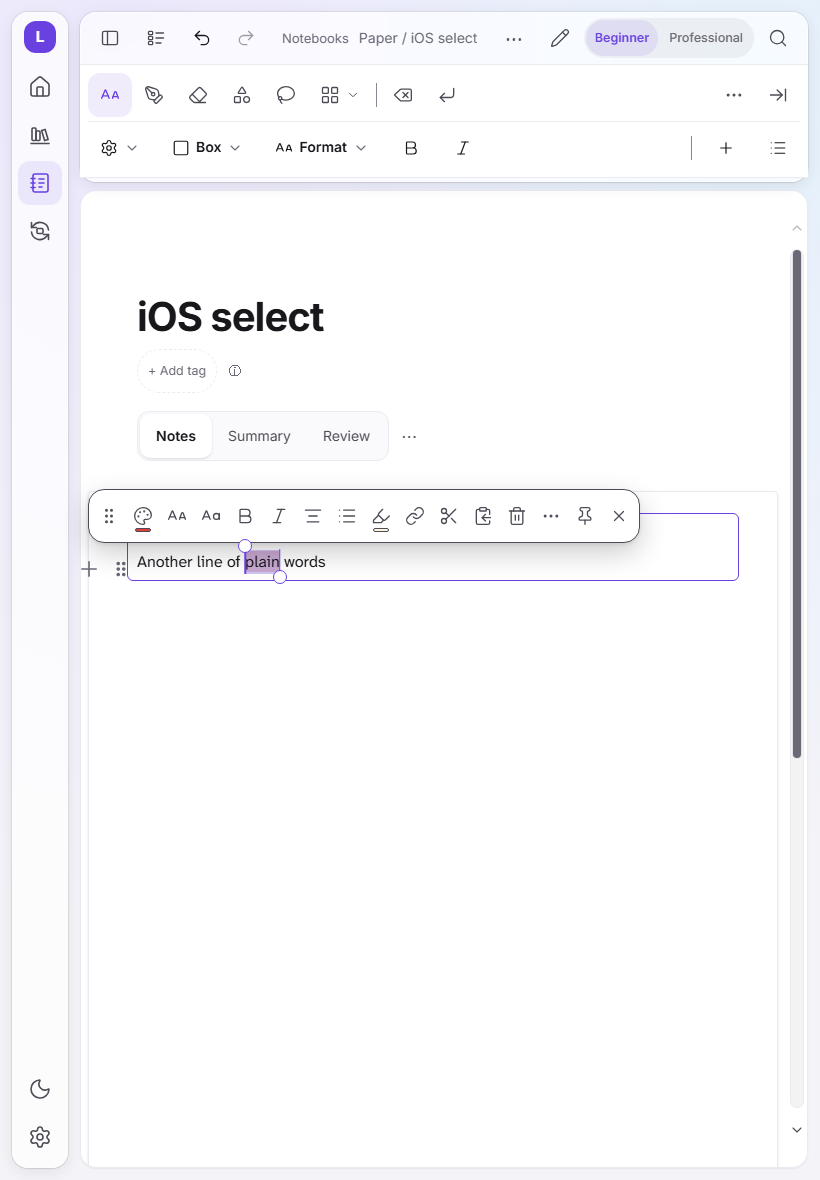 L
Notebooks Paper / iOS select
Beginner Professional
Box
Format
B I
iOS select
+ Add tag
Notes Summary Review
Another line of plain words